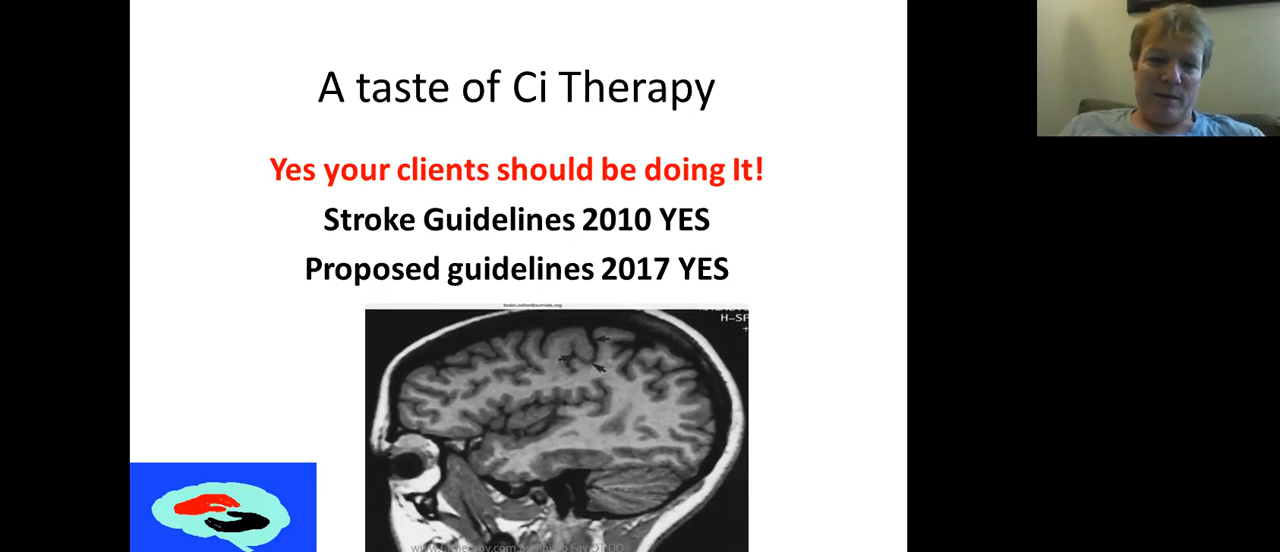 A taste of Ci Therapy
Yes your clients should be doing It!
Stroke Guidelines 2010 YES
Proposed guidelines 2017 YES
H-SP
+